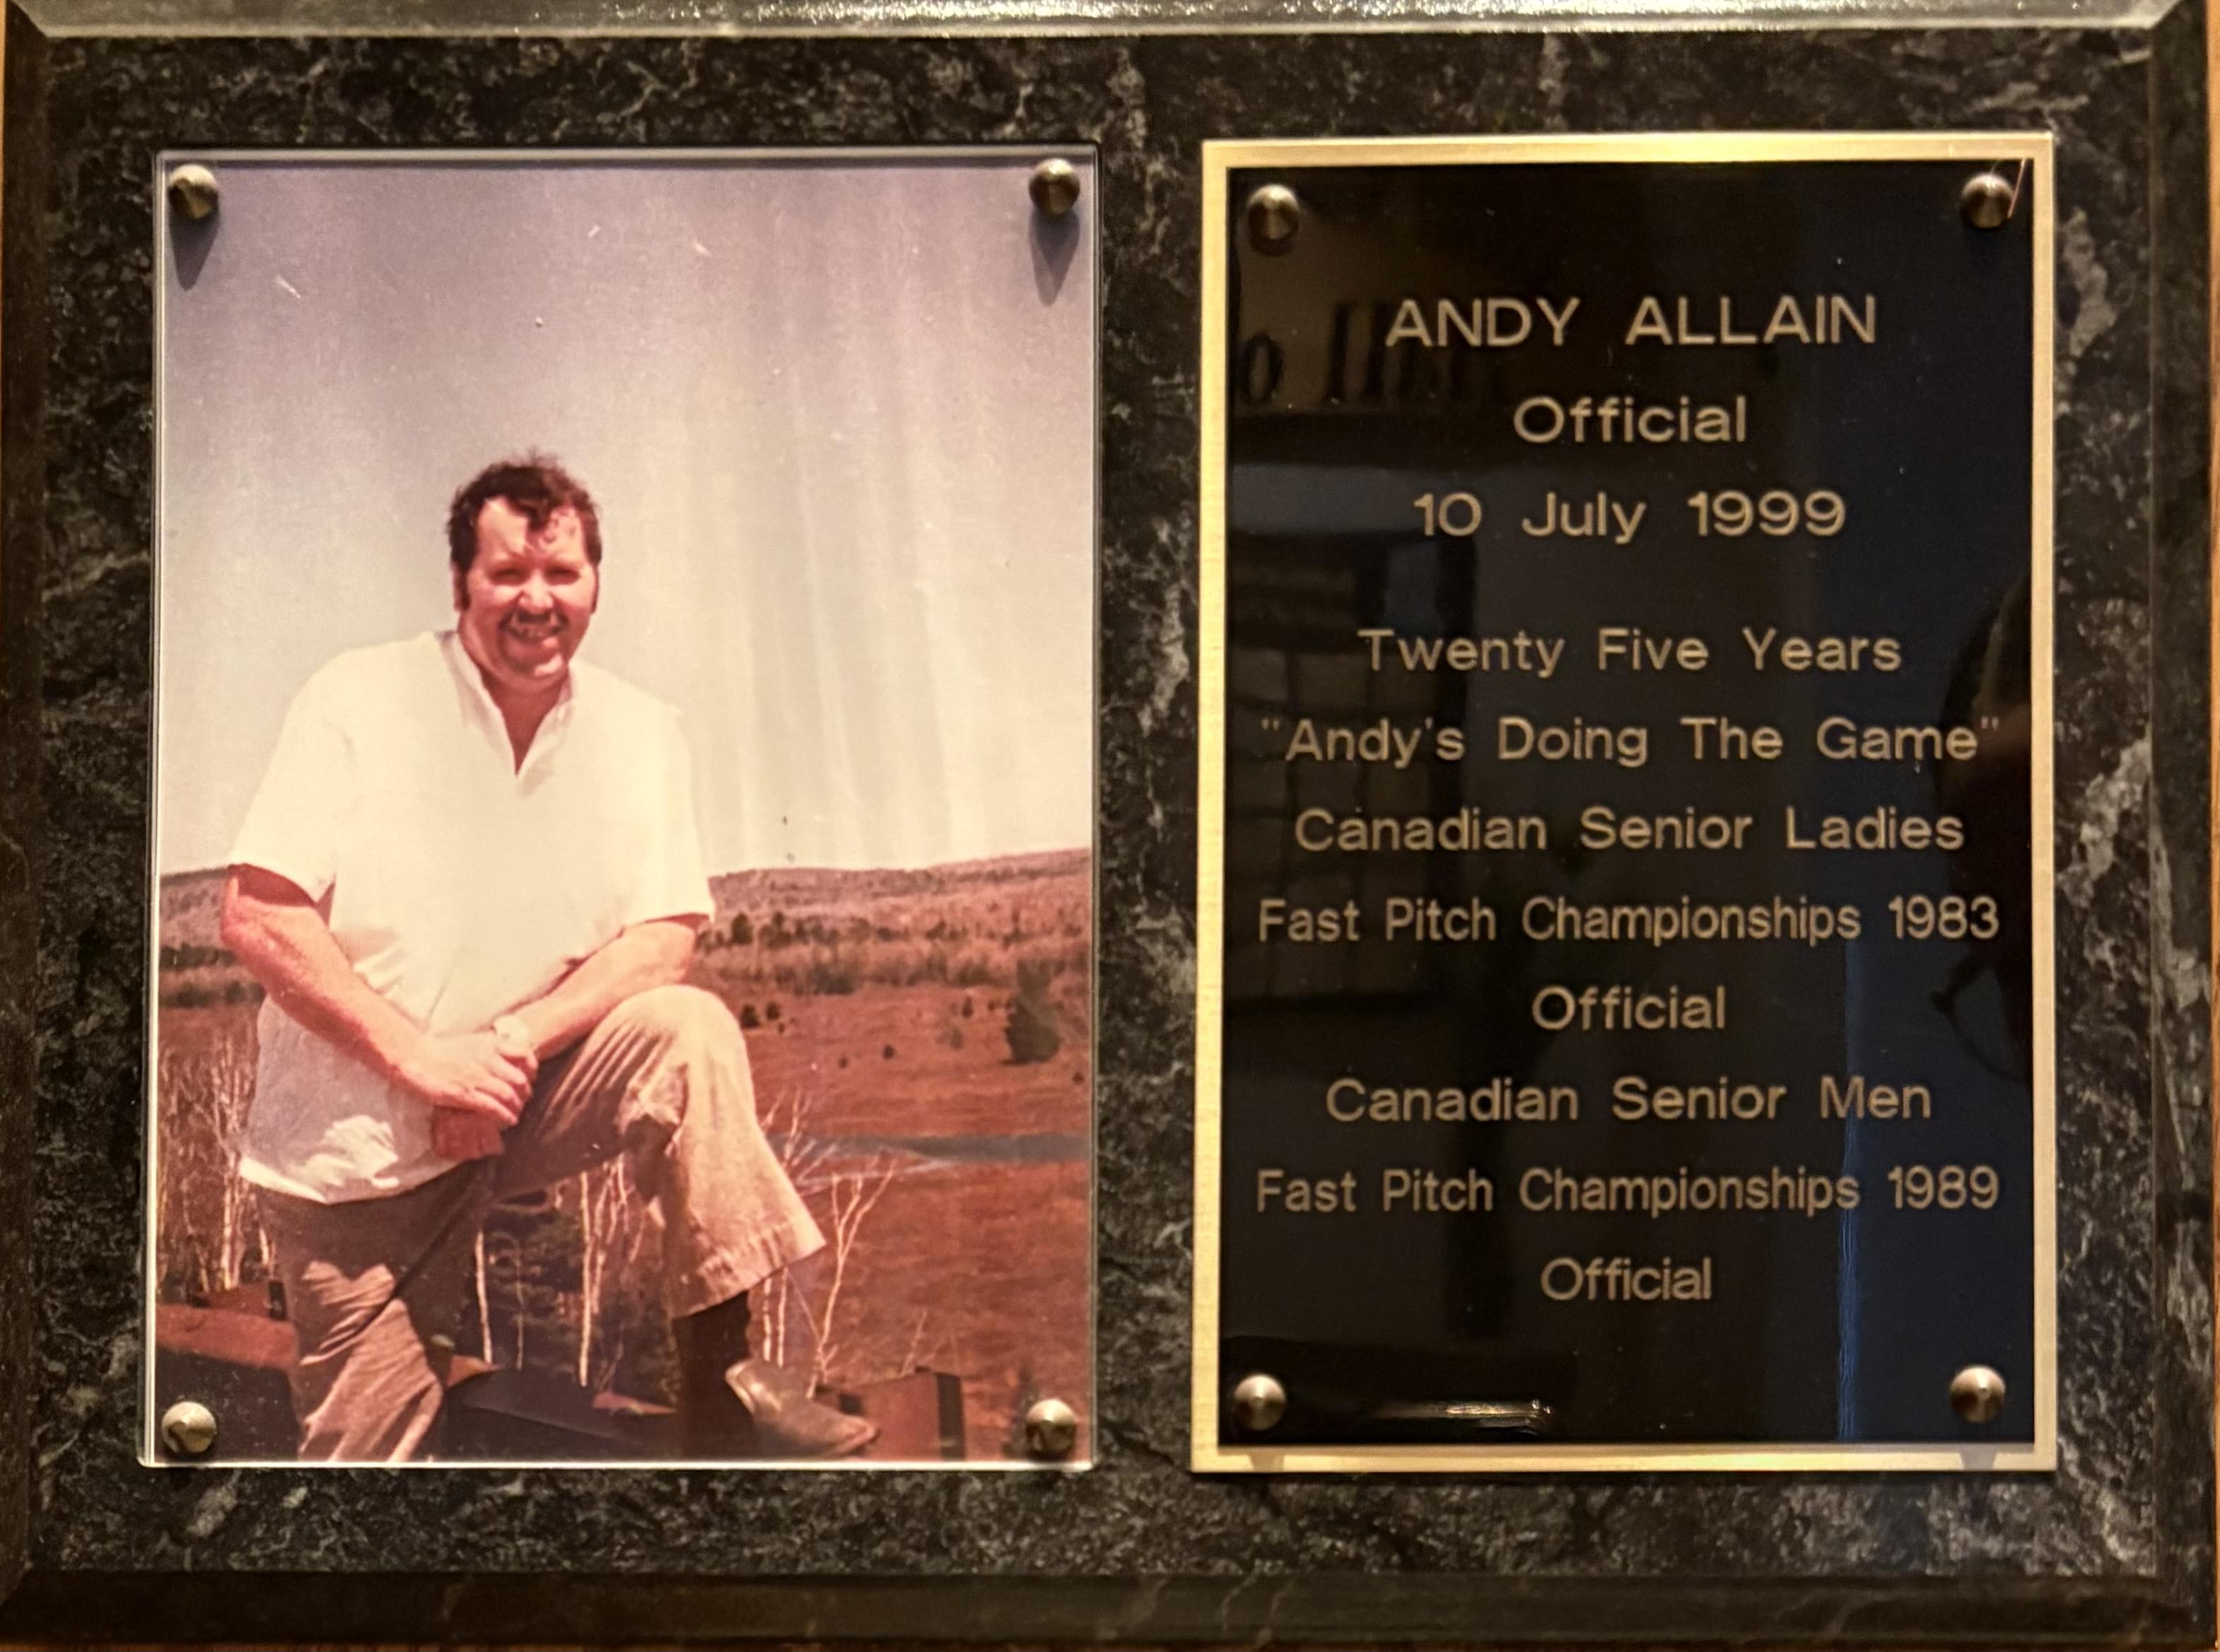 ANDY ALLAIN
Official
10 July 1999
Twenty Five Years
"Andy's Doing The Game"
Canadian Senior Ladies
Fast Pitch Championships 1983
Official
Canadian Senior Men
Fast Pitch Championships 1989
Official